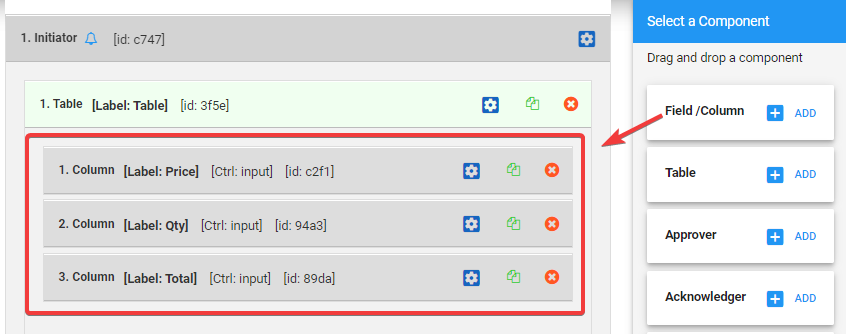 1. Initiator [id: c747]
1. Table [Label: Table] [id: 3f5e]
1. Column [Label: Price] [Ctrl: input] [id: c2f1]
2. Column [Label: Qty] [Ctrl: input] [id: 94a3]
3. Column [Label: Total] [Ctrl: input] [id: 89da]
Select a Component
Drag and drop a component
Field /Column ADD
Table ADD
Approver ADD
Acknowledger ADD